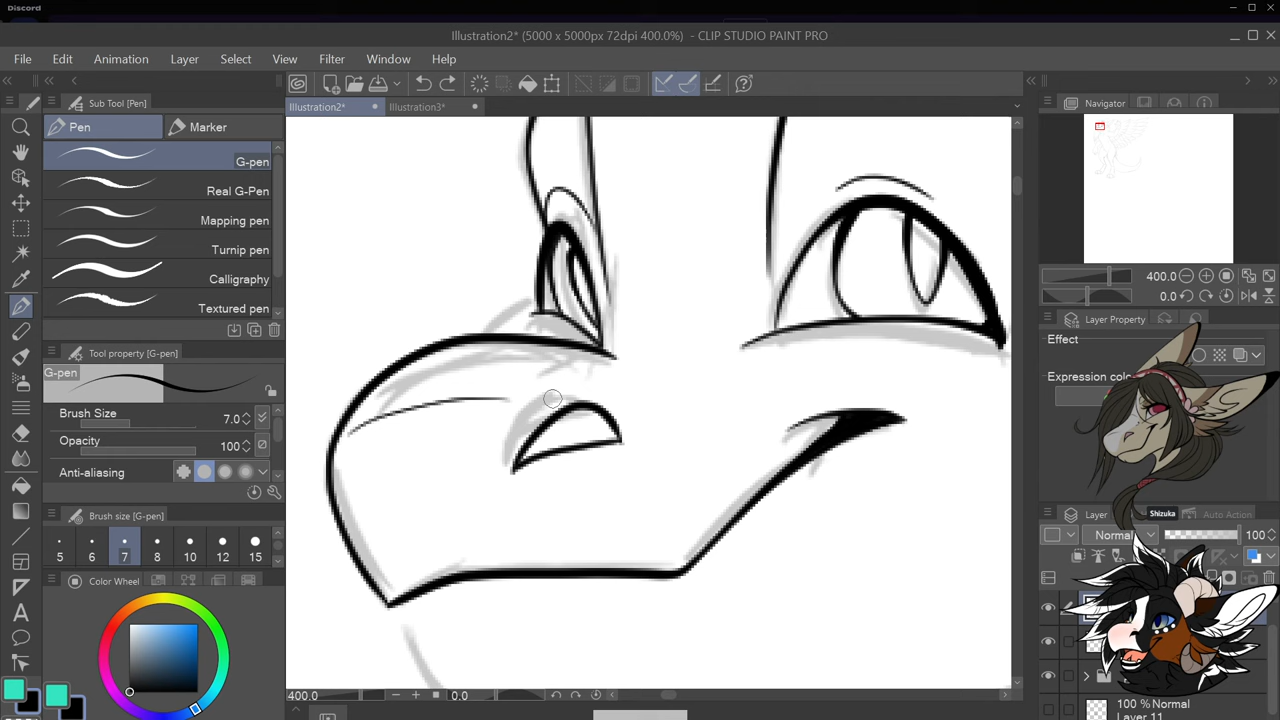 Discord
Illustration2* (5000 x 5000px 72dpi 400.0%) - CLIP STUDIO PAINT PRO
File Edit Animation Layer Select View Filter Window Help
Sub Tool [Pen]
Illustration2* Illustration3*
Navigator
Pen Marker
G-pen
Real G-Pen
Mapping pen
Turnip pen
Calligraphy
Textured pen
Tool property [G-pen]
G-pen
Brush Size 7.0
Opacity 100
Anti-aliasing
Brush size [G-pen]
5 6 7 8 10 12 15
Color Wheel
400.0 0.0
400.0
0.0
Layer Property
Effect
Expression colo
Layer Shizuka Auto Action
Normal 100
100 % Normal
Layer 11